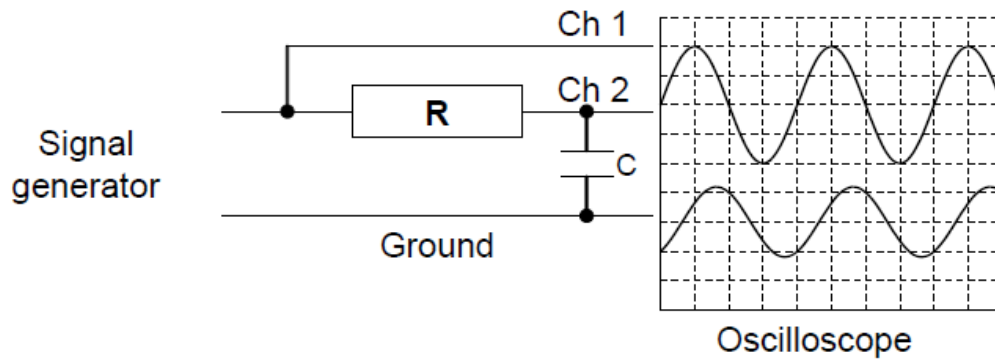 Ch 1
Ch 2
R
Signal
generator
C
Ground
Oscilloscope